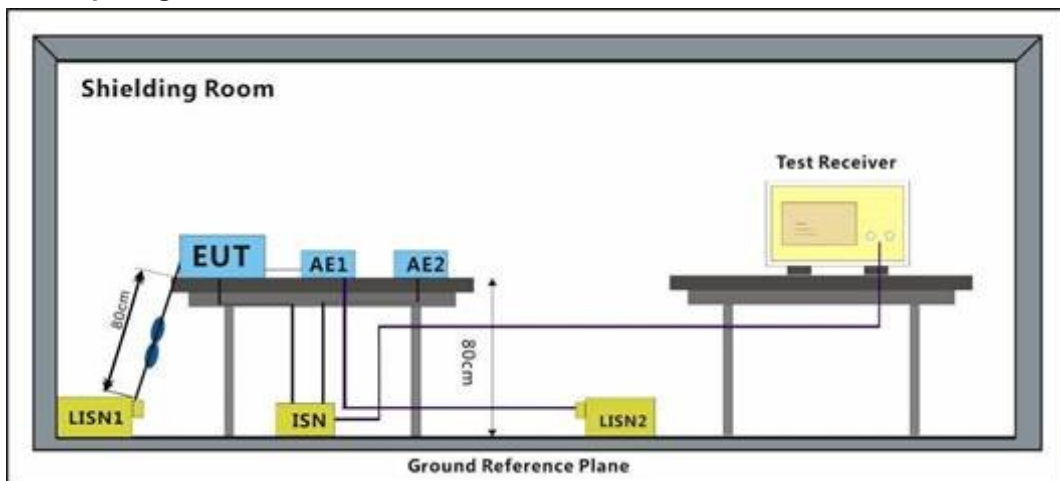 Shielding Room
Test Receiver
EUT
AE1
AE2
80cm
80cm
LISN1
ISN
LISN2
Ground Reference Plane